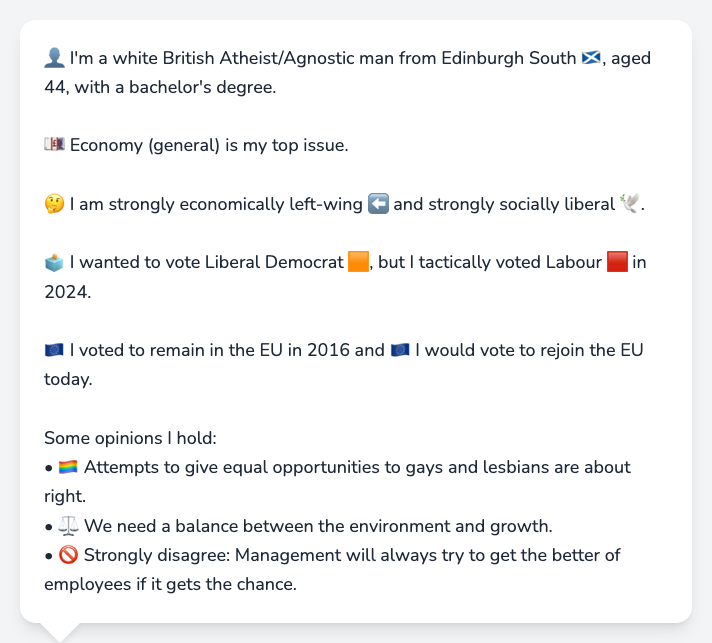 👤 I'm a white British Atheist/Agnostic man from Edinburgh South 🏴󠁧󠁢󠁳󠁣󠁴󠁿, aged
44, with a bachelor's degree.
💷 Economy (general) is my top issue.
🤔 I am strongly economically left-wing ⬅️ and strongly socially liberal 🕊️.
🗳️ I wanted to vote Liberal Democrat 🟧, but I tactically voted Labour 🟥 in
2024.
🇪🇺 I voted to remain in the EU in 2016 and 🇪🇺 I would vote to rejoin the EU
today.
Some opinions I hold:
• 🏳️‍🌈 Attempts to give equal opportunities to gays and lesbians are about
right.
• ⚖️ We need a balance between the environment and growth.
• 🚫 Strongly disagree: Management will always try to get the better of
employees if it gets the chance.